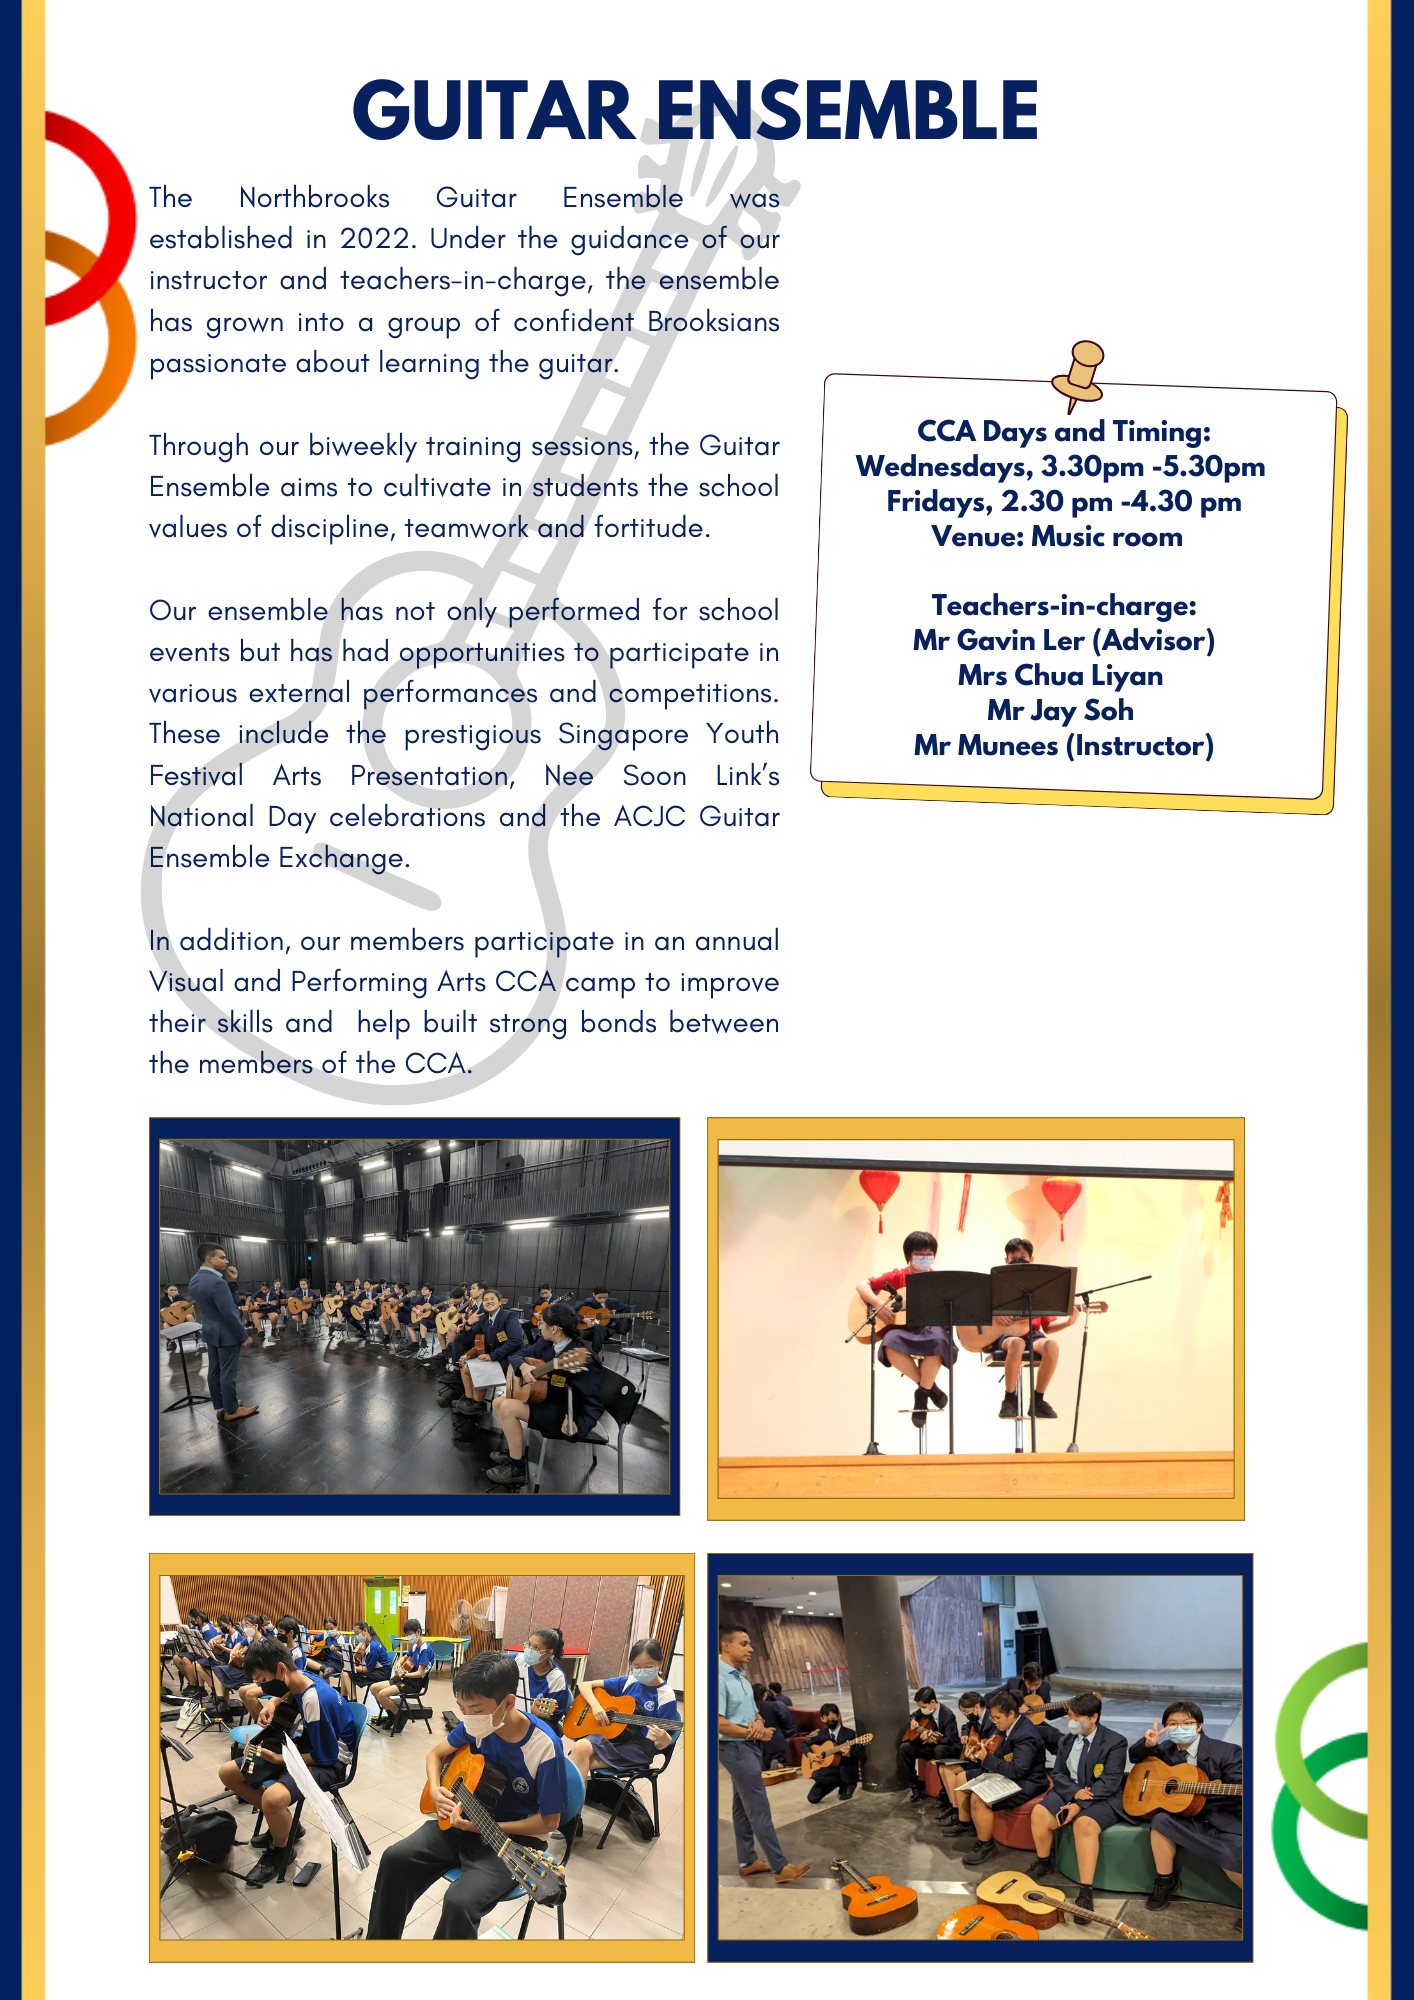 GUITAR ENSEMBLE
The Northbrooks Guitar Ensemble was
established in 2022. Under the guidance of our
instructor and teachers-in-charge, the ensemble
has grown into a group of confident Brooksians
passionate about learning the guitar.
Through our biweekly training sessions, the Guitar
Ensemble aims to cultivate in students the school
values of discipline, teamwork and fortitude.
Our ensemble has not only performed for school
events but has had opportunities to participate in
various external performances and competitions.
These include the prestigious Singapore Youth
Festival Arts Presentation, Nee Soon Link’s
National Day celebrations and the ACJC Guitar
Ensemble Exchange.
In addition, our members participate in an annual
Visual and Performing Arts CCA camp to improve
their skills and  help built strong bonds between
the members of the CCA.
CCA Days and Timing:
Wednesdays, 3.30pm -5.30pm
Fridays, 2.30 pm -4.30 pm
Venue: Music room
Teachers-in-charge:
Mr Gavin Ler (Advisor)
Mrs Chua Liyan
Mr Jay Soh
Mr Munees (Instructor)